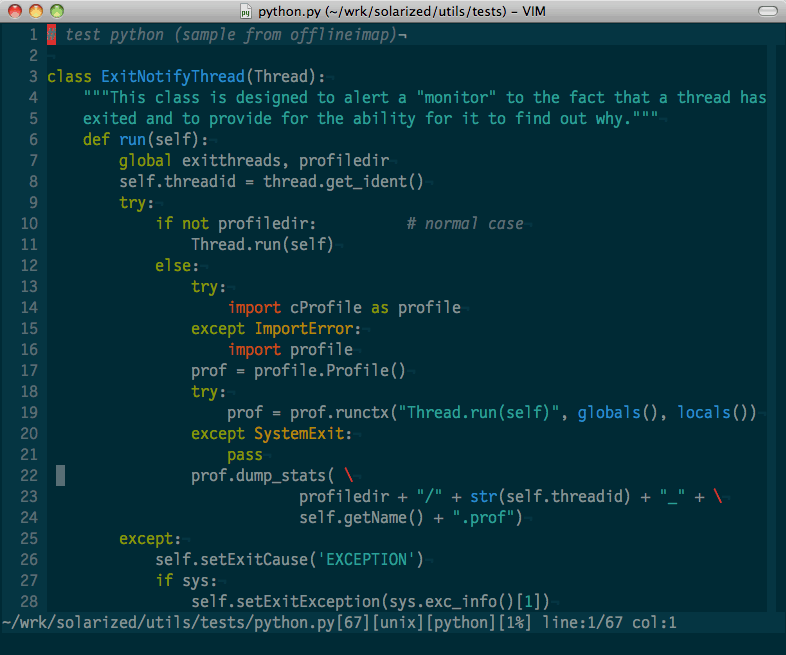 python.py (~/wrk/solarized/utils/tests) - VIM
1 # test python (sample from offlineimap)¬
2 ¬
3 class ExitNotifyThread(Thread):¬
4     """This class is designed to alert a "monitor" to the fact that a thread has
5     exited and to provide for the ability for it to find out why."""¬
6     def run(self):¬
7         global exitthreads, profiledir¬
8         self.threadid = thread.get_ident()¬
9         try:¬
10             if not profiledir:          # normal case¬
11                 Thread.run(self)¬
12             else:¬
13                 try:¬
14                     import cProfile as profile¬
15                 except ImportError:¬
16                     import profile¬
17                 prof = profile.Profile()¬
18                 try:¬
19                     prof = prof.runctx("Thread.run(self)", globals(), locals())¬
20                 except SystemExit:¬
21                     pass¬
22                 prof.dump_stats( \¬
23                             profiledir + "/" + str(self.threadid) + "_" + \¬
24                             self.getName() + ".prof")¬
25         except:¬
26             self.setExitCause('EXCEPTION')¬
27             if sys:¬
28                 self.setExitException(sys.exc_info()[1])¬
~/wrk/solarized/utils/tests/python.py[67][unix][python][1%] line:1/67 col:1